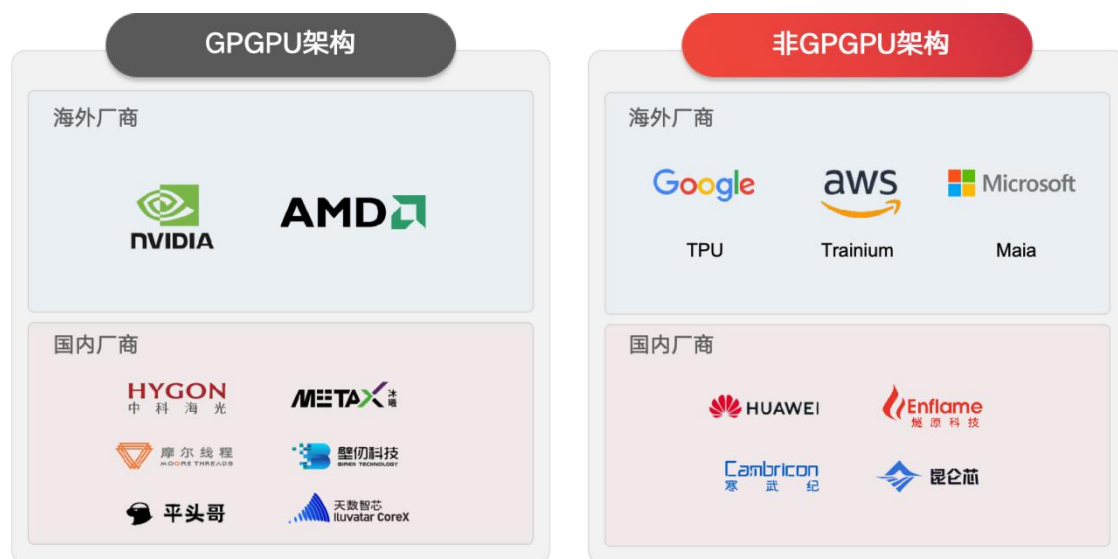 GPGPU架构
海外厂商
NVIDIA
AMD
国内厂商
HYGON
中科海光
METAX 沐曦
摩尔线程
MOORE THREADS
壁仞科技
BIREN TECHNOLOGY
平头哥
天数智芯
Iluvatar CoreX
非GPGPU架构
海外厂商
Google
aws
Microsoft
TPU
Trainium
Maia
国内厂商
HUAWEI
Enflame
燧原科技
Cambricon
寒武纪
昆仑芯